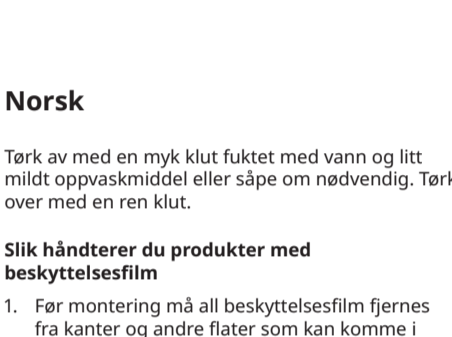 Norsk
Tørk av med en myk klut fuktet med vann og litt
mildt oppvaskmiddel eller såpe om nødvendig. Tørk
over med en ren klut.
Slik håndterer du produkter med
beskyttelsesfilm
1. Før montering må all beskyttelsesfilm fjernes
fra kanter og andre flater som kan komme i